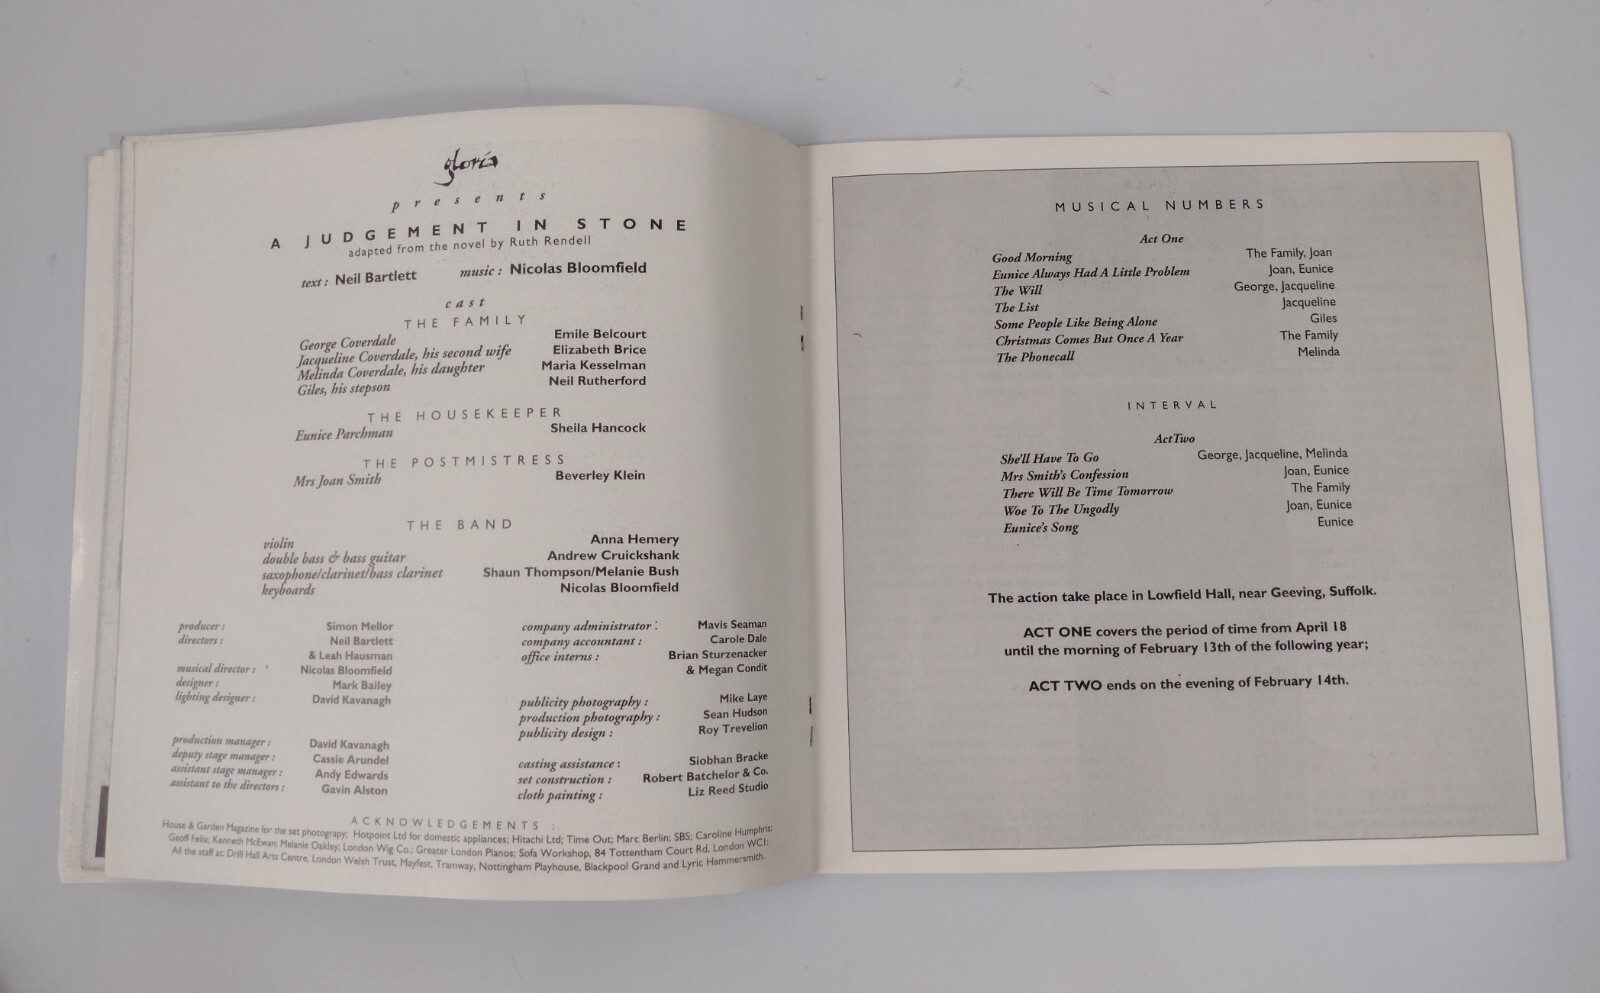 gloria
presents
A JUDGEMENT IN STONE
adapted from the novel by Ruth Rendell
text : Neil Bartlett music : Nicolas Bloomfield
cast
THE FAMILY
George Coverdale Emile Belcourt
Jacqueline Coverdale, his second wife Elizabeth Brice
Melinda Coverdale, his daughter Maria Kesselman
Giles, his stepson Neil Rutherford
THE HOUSEKEEPER
Eunice Parchman Sheila Hancock
THE POSTMISTRESS
Mrs Joan Smith Beverley Klein
THE BAND
violin Anna Hemery
double bass & bass guitar Andrew Cruickshank
saxophone/clarinet/bass clarinet Shaun Thompson/Melanie Bush
keyboards Nicolas Bloomfield
producer : Simon Mellor
directors : Neil Bartlett
& Leah Hausman
musical director : Nicolas Bloomfield
designer : Mark Bailey
lighting designer : David Kavanagh
production manager : David Kavanagh
deputy stage manager : Cassie Arundel
assistant stage manager : Andy Edwards
assistant to the directors : Gavin Alston
company administrator : Mavis Seaman
company accountant : Carole Dale
office interns : Brian Sturzenacker
& Megan Condit
publicity photography : Mike Laye
production photography : Sean Hudson
publicity design : Roy Trevelion
casting assistance : Siobhan Bracke
set construction : Robert Batchelor & Co.
cloth painting : Liz Reed Studio
ACKNOWLEDGEMENTS :
House & Garden Magazine for the set photograpy; Hotpoint Ltd for domestic appliances; Hitachi Ltd; Time Out; Marc Berlin; SBS; Caroline Humphris;
Geoff Felix; Kenneth McEwan; Melanie Oakley; London Wig Co.; Greater London Pianos; Sofa Workshop, 84 Tottenham Court Rd, London WC1;
All the staff at: Drill Hall Arts Centre, London Welsh Trust, Mayfest, Tramway, Nottingham Playhouse, Blackpool Grand and Lyric Hammersmith.
MUSICAL NUMBERS
Act One
Good Morning The Family, Joan
Eunice Always Had A Little Problem Joan, Eunice
The Will George, Jacqueline
The List Jacqueline
Some People Like Being Alone Giles
Christmas Comes But Once A Year The Family
The Phonecall Melinda
INTERVAL
Act Two
She'll Have To Go George, Jacqueline, Melinda
Mrs Smith's Confession Joan, Eunice
There Will Be Time Tomorrow The Family
Woe To The Ungodly Joan, Eunice
Eunice's Song Eunice
The action take place in Lowfield Hall, near Geeving, Suffolk.
ACT ONE covers the period of time from April 18
until the morning of February 13th of the following year;
ACT TWO ends on the evening of February 14th.